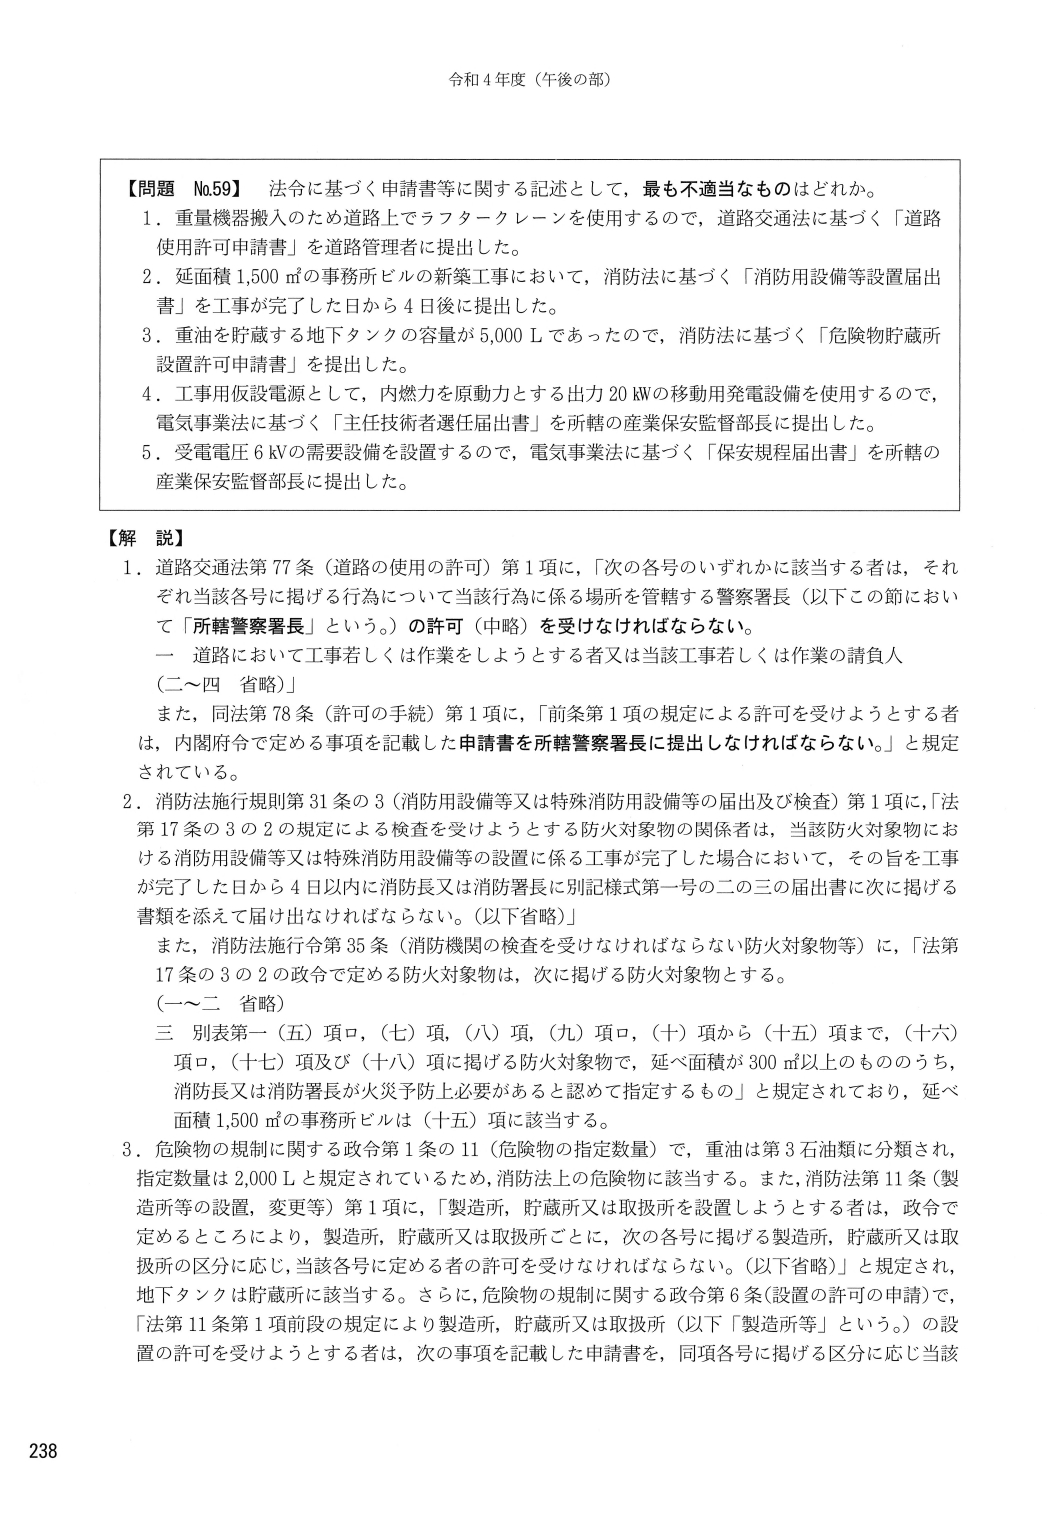 令和4年度（午後の部）
【問題　№59】　法令に基づく申請書等に関する記述として，最も不適当なものはどれか。
1．重量機器搬入のため道路上でラフタークレーンを使用するので，道路交通法に基づく「道路
使用許可申請書」を道路管理者に提出した。
2．延面積1,500 ㎡の事務所ビルの新築工事において，消防法に基づく「消防用設備等設置届出
書」を工事が完了した日から4日後に提出した。
3．重油を貯蔵する地下タンクの容量が5,000 Lであったので，消防法に基づく「危険物貯蔵所
設置許可申請書」を提出した。
4．工事用仮設電源として，内燃力を原動力とする出力20 kWの移動用発電設備を使用するので，
電気事業法に基づく「主任技術者選任届出書」を所轄の産業保安監督部長に提出した。
5．受電電圧6 kVの需要設備を設置するので，電気事業法に基づく「保安規程届出書」を所轄の
産業保安監督部長に提出した。
【解　説】
1．道路交通法第77条（道路の使用の許可）第1項に，「次の各号のいずれかに該当する者は，それ
ぞれ当該各号に掲げる行為について当該行為に係る場所を管轄する警察署長（以下この節におい
て「所轄警察署長」という。）の許可（中略）を受けなければならない。
一　道路において工事若しくは作業をしようとする者又は当該工事若しくは作業の請負人
（二～四　省略）」
また，同法第78条（許可の手続）第1項に，「前条第1項の規定による許可を受けようとする者
は，内閣府令で定める事項を記載した申請書を所轄警察署長に提出しなければならない。」と規定
されている。
2．消防法施行規則第31条の3（消防用設備等又は特殊消防用設備等の届出及び検査）第1項に，「法
第17条の3の2の規定による検査を受けようとする防火対象物の関係者は，当該防火対象物にお
ける消防用設備等又は特殊消防用設備等の設置に係る工事が完了した場合において，その旨を工事
が完了した日から4日以内に消防長又は消防署長に別記様式第一号の二の三の届出書に次に掲げる
書類を添えて届け出なければならない。（以下省略）」
また，消防法施行令第35条（消防機関の検査を受けなければならない防火対象物等）に，「法第
17条の3の2の政令で定める防火対象物は，次に掲げる防火対象物とする。
（一～二　省略）
三　別表第一（五）項ロ，（七）項，（八）項，（九）項ロ，（十）項から（十五）項まで，（十六）
項ロ，（十七）項及び（十八）項に掲げる防火対象物で，延べ面積が300 ㎡以上のもののうち，
消防長又は消防署長が火災予防上必要があると認めて指定するもの」と規定されており，延べ
面積1,500 ㎡の事務所ビルは（十五）項に該当する。
3．危険物の規制に関する政令第1条の11（危険物の指定数量）で，重油は第3石油類に分類され，
指定数量は2,000 Lと規定されているため，消防法上の危険物に該当する。また，消防法第11条（製
造所等の設置，変更等）第1項に，「製造所，貯蔵所又は取扱所を設置しようとする者は，政令で
定めるところにより，製造所，貯蔵所又は取扱所ごとに，次の各号に掲げる製造所，貯蔵所又は取
扱所の区分に応じ，当該各号に定める者の許可を受けなければならない。（以下省略）」と規定され，
地下タンクは貯蔵所に該当する。さらに，危険物の規制に関する政令第6条（設置の許可の申請）で，
「法第11条第1項前段の規定により製造所，貯蔵所又は取扱所（以下「製造所等」という。）の設
置の許可を受けようとする者は，次の事項を記載した申請書を，同項各号に掲げる区分に応じ当該
238